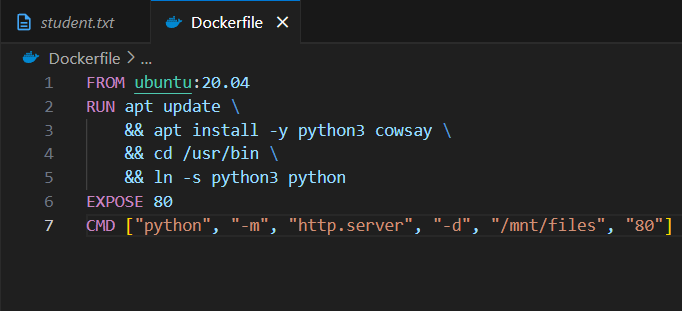 student.txt
Dockerfile
Dockerfile > ...
1 FROM ubuntu:20.04
2 RUN apt update \
3 && apt install -y python3 cowsay \
4 && cd /usr/bin \
5 && ln -s python3 python
6 EXPOSE 80
7 CMD ["python", "-m", "http.server", "-d", "/mnt/files", "80"]